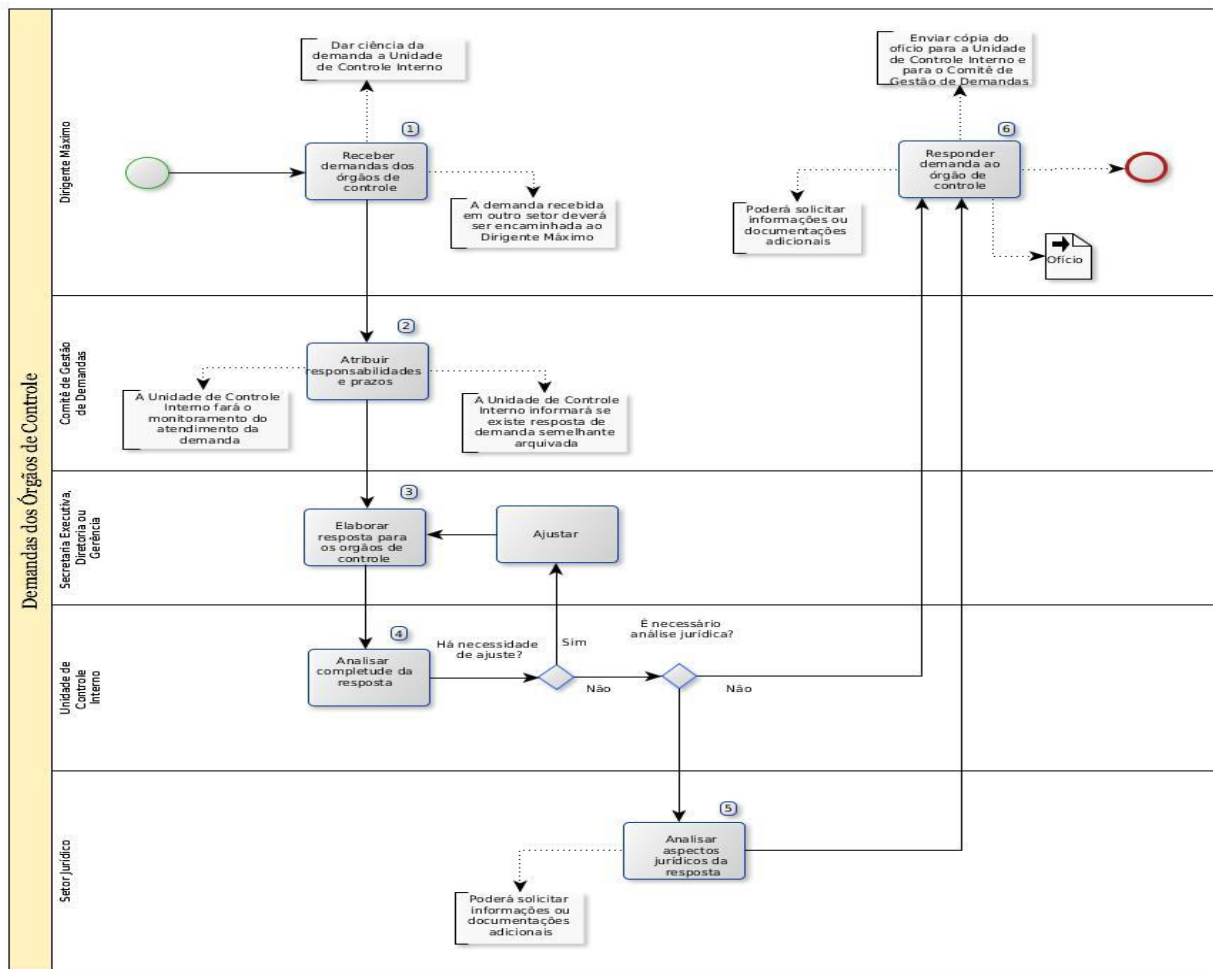 Demandas dos Órgãos de Controle
Dirigente Máximo
Dar ciência da
demanda a Unidade
de Controle Interno
1
Receber
demandas dos
órgãos de
controle
A demanda recebida
em outro setor deverá
ser encaminhada ao
Dirigente Máximo
Enviar cópia do
ofício para a Unidade
de Controle Interno e
para o Comitê de
Gestão de Demandas
6
Responder
demanda ao
órgão de
controle
Poderá solicitar
informações ou
documentações
adicionais
Ofício
Comitê de Gestão
de Demandas
2
Atribuir
responsabilidades
e prazos
A Unidade de Controle
Interno fará o
monitoramento do
atendimento da
demanda
A Unidade de Controle
Interno informará se
existe resposta de
demanda semelhante
arquivada
Secretaria Executiva,
Diretoria ou
Gerência
3
Elaborar
resposta para
os orgãos de
controle
Ajustar
Unidade de
Controle
Interno
4
Analisar
completude da
resposta
Há necessidade
de ajuste?
Sim
Não
É necessário
análise jurídica?
Não
Setor Jurídico
5
Analisar
aspectos
jurídicos da
resposta
Poderá solicitar
informações ou
documentações
adicionais